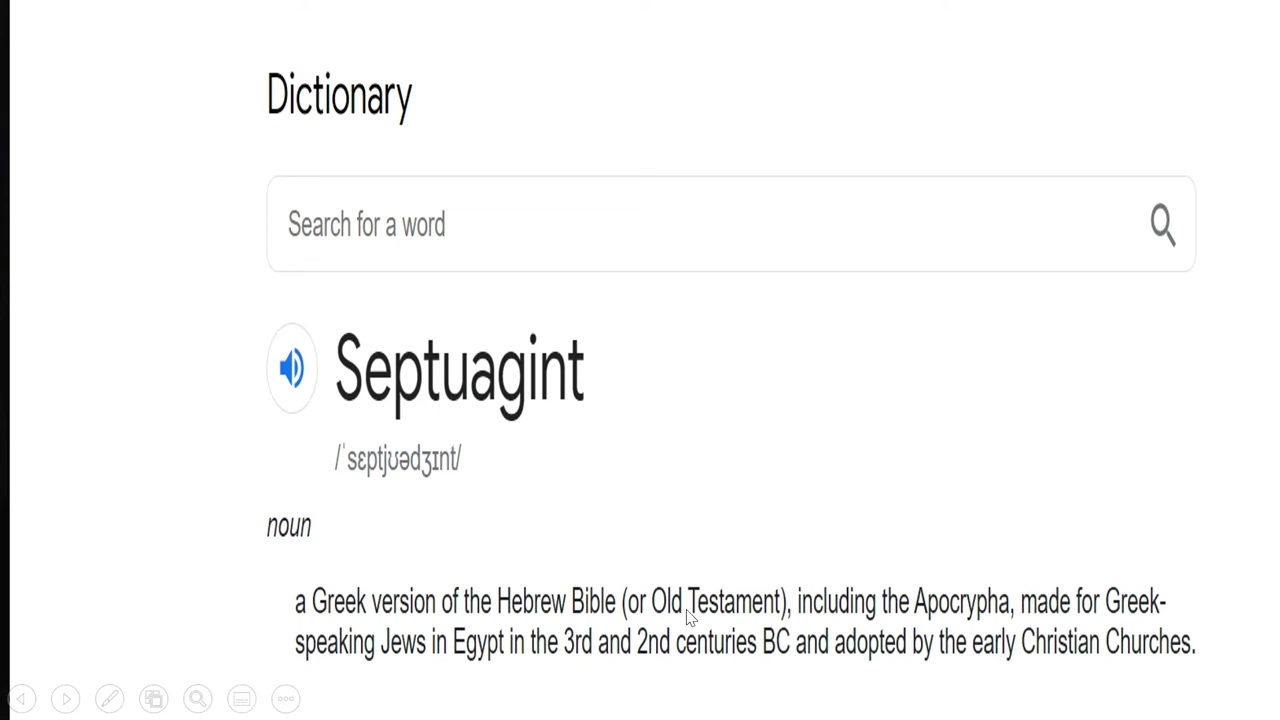 Dictionary
Search for a word
Septuagint
/ˈsɛptjʊədʒɪnt/
noun
a Greek version of the Hebrew Bible (or Old Testament), including the Apocrypha, made for Greek-
speaking Jews in Egypt in the 3rd and 2nd centuries BC and adopted by the early Christian Churches.